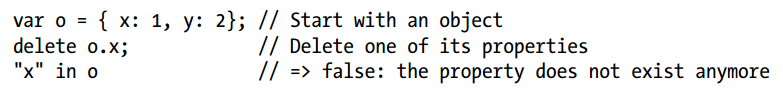 var o = { x: 1, y: 2}; // Start with an object
delete o.x;            // Delete one of its properties
"x" in o               // => false: the property does not exist anymore